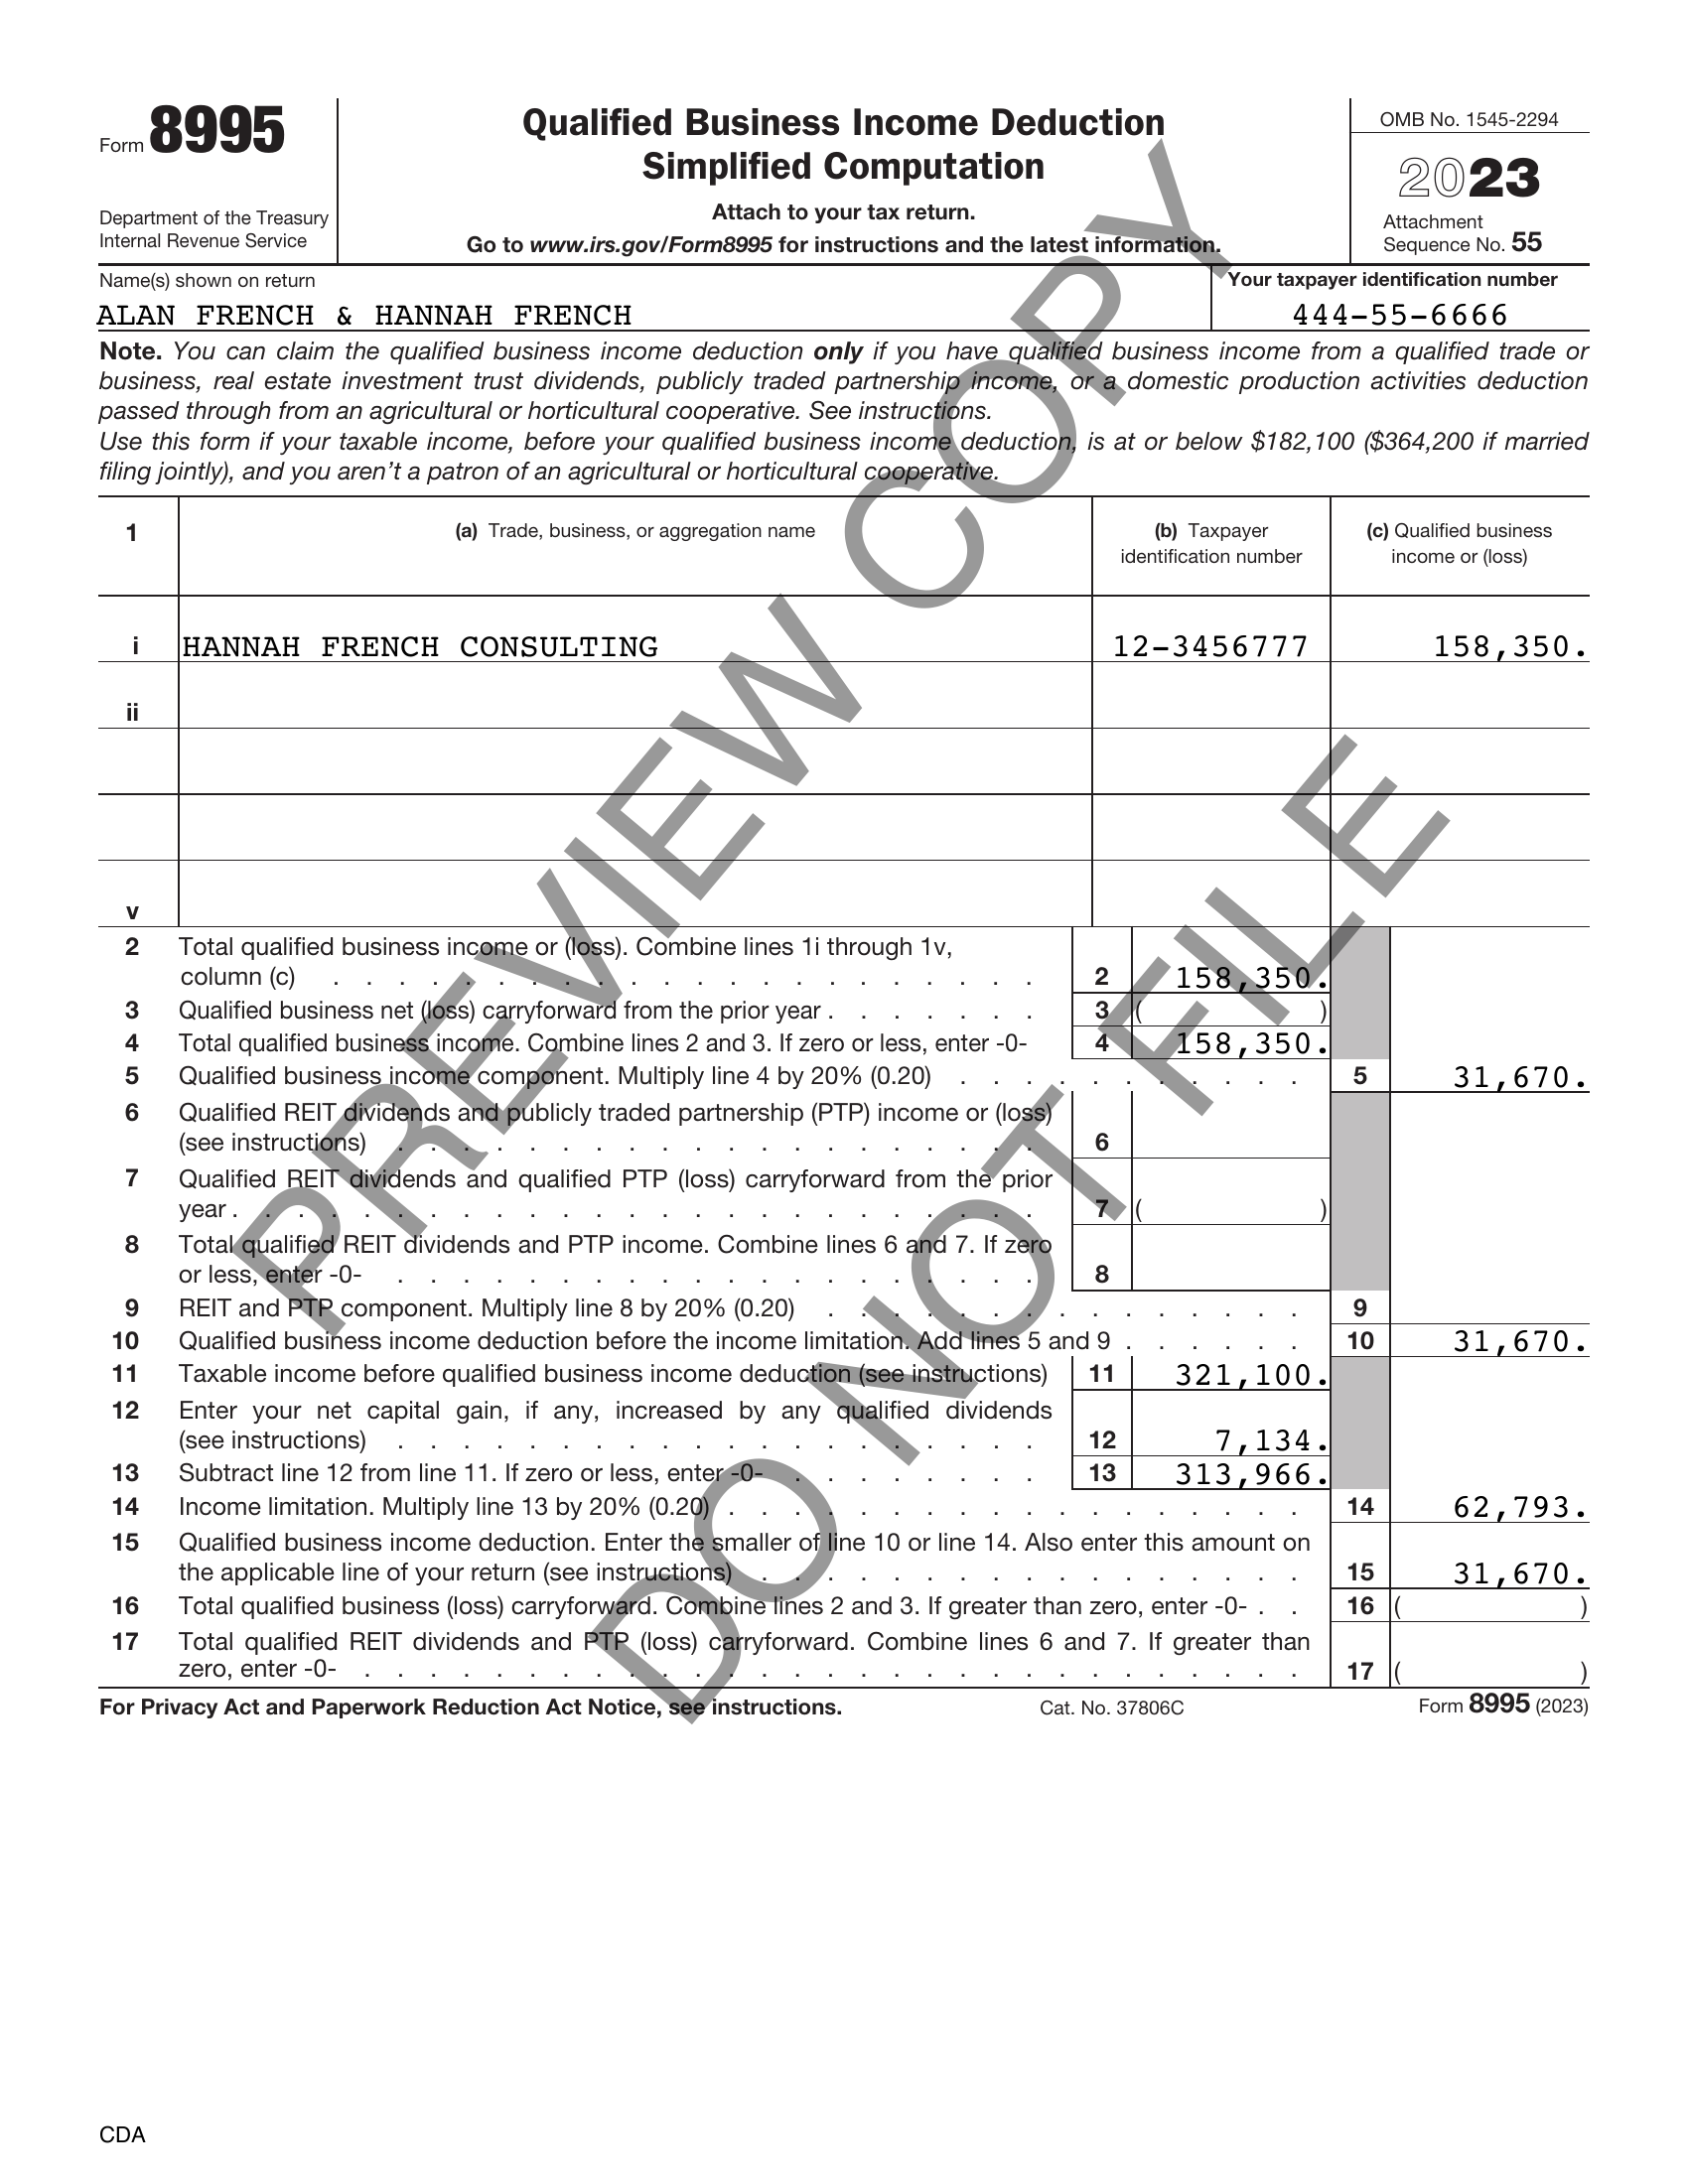 Form 8995
Department of the Treasury
Internal Revenue Service
Qualified Business Income Deduction
Simplified Computation
Attach to your tax return.
Go to www.irs.gov/Form8995 for instructions and the latest information.
OMB No. 1545-2294
2023
Attachment
Sequence No. 55
Name(s) shown on return
ALAN FRENCH & HANNAH FRENCH
Your taxpayer identification number
444-55-6666
Note. You can claim the qualified business income deduction only if you have qualified business income from a qualified trade or
business, real estate investment trust dividends, publicly traded partnership income, or a domestic production activities deduction
passed through from an agricultural or horticultural cooperative. See instructions.
Use this form if your taxable income, before your qualified business income deduction, is at or below $182,100 ($364,200 if married
filing jointly), and you aren't a patron of an agricultural or horticultural cooperative.
1 (a) Trade, business, or aggregation name (b) Taxpayer
identification number (c) Qualified business
income or (loss)
i HANNAH FRENCH CONSULTING 12-3456777 158,350.
ii
v
2 Total qualified business income or (loss). Combine lines 1i through 1v,
column (c) . . . . . . . . . . . . . . . . . . . . . . 2 158,350.
3 Qualified business net (loss) carryforward from the prior year . . . . . . . 3 ( )
4 Total qualified business income. Combine lines 2 and 3. If zero or less, enter -0- 4 158,350.
5 Qualified business income component. Multiply line 4 by 20% (0.20) . . . . . . . . . . . 5 31,670.
6 Qualified REIT dividends and publicly traded partnership (PTP) income or (loss)
(see instructions) . . . . . . . . . . . . . . . . . . . . 6
7 Qualified REIT dividends and qualified PTP (loss) carryforward from the prior
year . . . . . . . . . . . . . . . . . . . . . . . . . 7 ( )
8 Total qualified REIT dividends and PTP income. Combine lines 6 and 7. If zero
or less, enter -0- . . . . . . . . . . . . . . . . . . . . 8
9 REIT and PTP component. Multiply line 8 by 20% (0.20) . . . . . . . . . . . . . . . 9
10 Qualified business income deduction before the income limitation. Add lines 5 and 9 . . . . . . 10 31,670.
11 Taxable income before qualified business income deduction (see instructions) 11 321,100.
12 Enter your net capital gain, if any, increased by any qualified dividends
(see instructions) . . . . . . . . . . . . . . . . . . . . 12 7,134.
13 Subtract line 12 from line 11. If zero or less, enter -0- . . . . . . . . 13 313,966.
14 Income limitation. Multiply line 13 by 20% (0.20) . . . . . . . . . . . . . . . . . . 14 62,793.
15 Qualified business income deduction. Enter the smaller of line 10 or line 14. Also enter this amount on
the applicable line of your return (see instructions) . . . . . . . . . . . . . . . . . 15 31,670.
16 Total qualified business (loss) carryforward. Combine lines 2 and 3. If greater than zero, enter -0- . . 16 ( )
17 Total qualified REIT dividends and PTP (loss) carryforward. Combine lines 6 and 7. If greater than
zero, enter -0- . . . . . . . . . . . . . . . . . . . . . . . . . . . . . 17 ( )
For Privacy Act and Paperwork Reduction Act Notice, see instructions. Cat. No. 37806C Form 8995 (2023)
PREVIEW COPY
DO NOT FILE
CDA